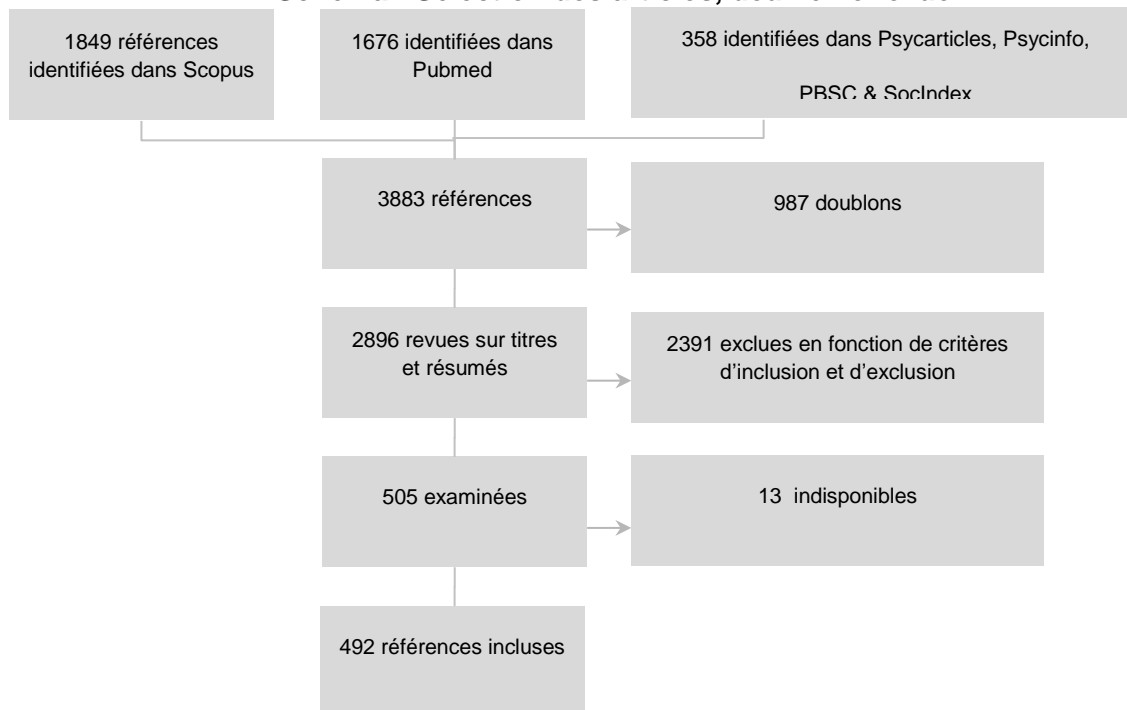 1849 références
identifiées dans Scopus
1676 identifiées dans
Pubmed
358 identifiées dans Psycarticles, Psycinfo,
PBSC & SocIndex
3883 références
987 doublons
2896 revues sur titres
et résumés
2391 exclues en fonction de critères
d’inclusion et d’exclusion
505 examinées
13 indisponibles
492 références incluses